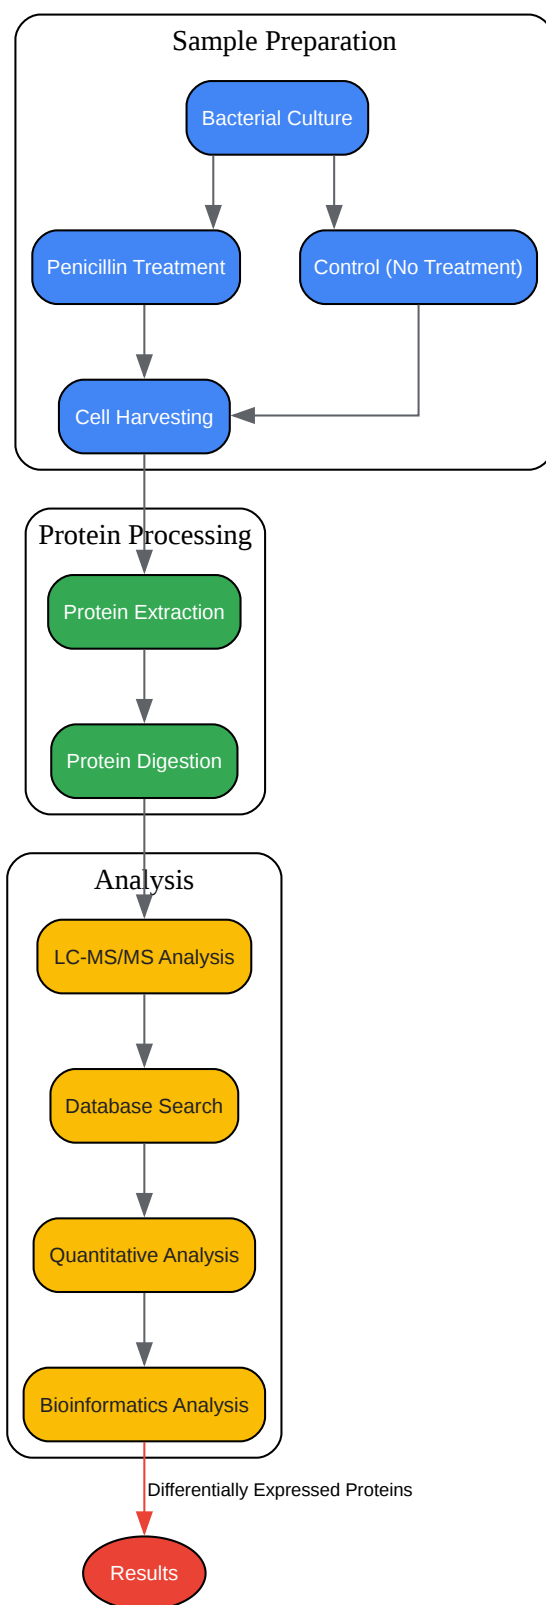 Sample Preparation
Bacterial Culture
Penicillin Treatment
Control (No Treatment)
Cell Harvesting
Protein Processing
Protein Extraction
Protein Digestion
Analysis
LC-MS/MS Analysis
Database Search
Quantitative Analysis
Bioinformatics Analysis
Differentially Expressed Proteins
Results